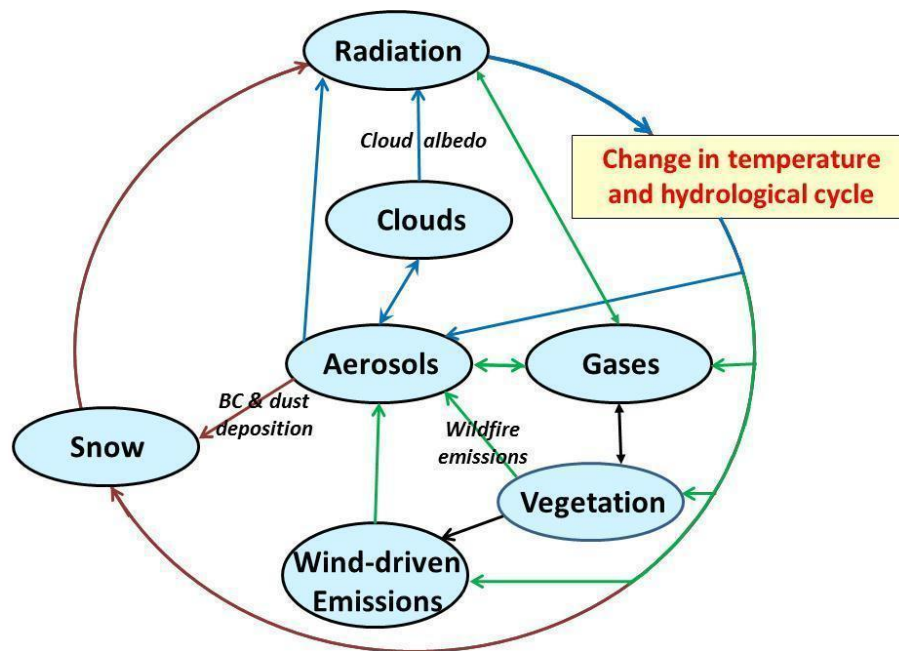 Radiation
Cloud albedo
Change in temperature
and hydrological cycle
Clouds
Aerosols
Gases
BC & dust
deposition
Wildfire
emissions
Snow
Vegetation
Wind-driven
Emissions